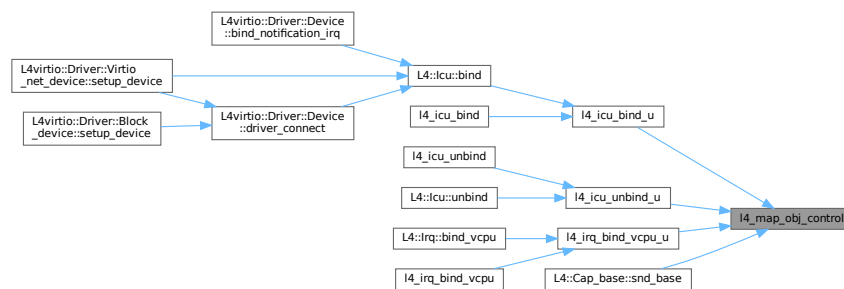 L4virtio::Driver::Device
::bind_notification_irq
L4virtio::Driver::Virtio
_net_device::setup_device
L4::Icu::bind
L4virtio::Driver::Block
_device::setup_device
L4virtio::Driver::Device
::driver_connect
l4_icu_bind
l4_icu_bind_u
l4_icu_unbind
L4::Icu::unbind
l4_icu_unbind_u
l4_map_obj_control
L4::Irq::bind_vcpu
l4_irq_bind_vcpu_u
l4_irq_bind_vcpu
L4::Cap_base::snd_base